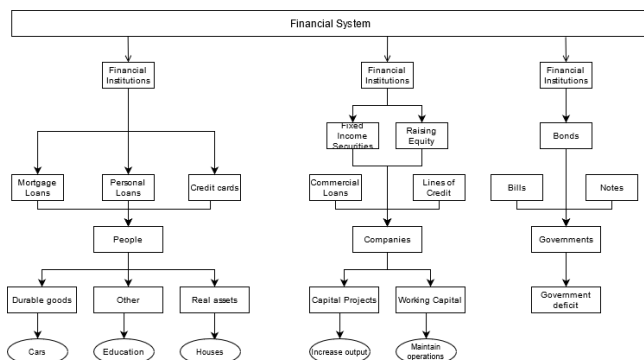 Financial System
Financial
Institutions
Financial
Institutions
Financial
Institutions
Fixed
Income
Securities
Raising
Equity
Bonds
Mortgage
Loans
Personal
Loans
Credit cards
Commercial
Loans
Lines of
Credit
Bills
Notes
People
Companies
Governments
Durable goods
Other
Real assets
Capital Projects
Working Capital
Government
deficit
Cars
Education
Houses
Increase output
Maintain
operations